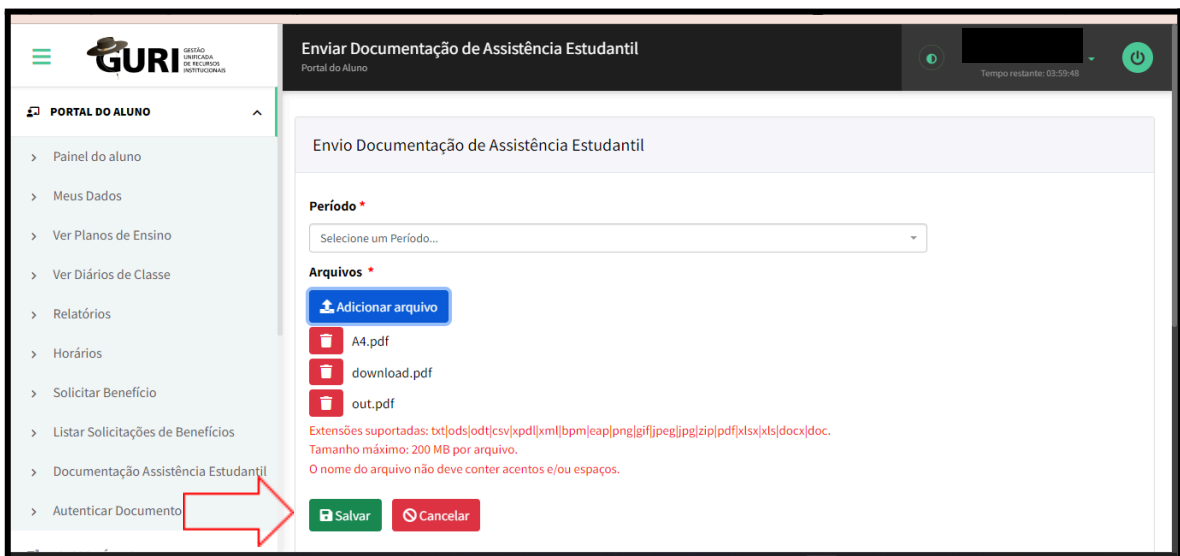 GURI
GESTÃO
UNIFICADA
DE RECURSOS
INSTITUCIONAIS
Enviar Documentação de Assistência Estudantil
Portal do Aluno
Tempo restante: 03:59:48
PORTAL DO ALUNO
Painel do aluno
Meus Dados
Ver Planos de Ensino
Ver Diários de Classe
Relatórios
Horários
Solicitar Benefício
Listar Solicitações de Benefícios
Documentação Assistência Estudantil
Autenticar Documento
Envio Documentação de Assistência Estudantil
Período *
Selecione um Período...
Arquivos *
Adicionar arquivo
A4.pdf
download.pdf
out.pdf
Extensões suportadas: txt|ods|odt|csv|xpdl|xml|bpm|eap|png|gif|jpeg|jpg|zip|pdf|xlsx|xls|docx|doc.
Tamanho máximo: 200 MB por arquivo.
O nome do arquivo não deve conter acentos e/ou espaços.
Salvar
Cancelar